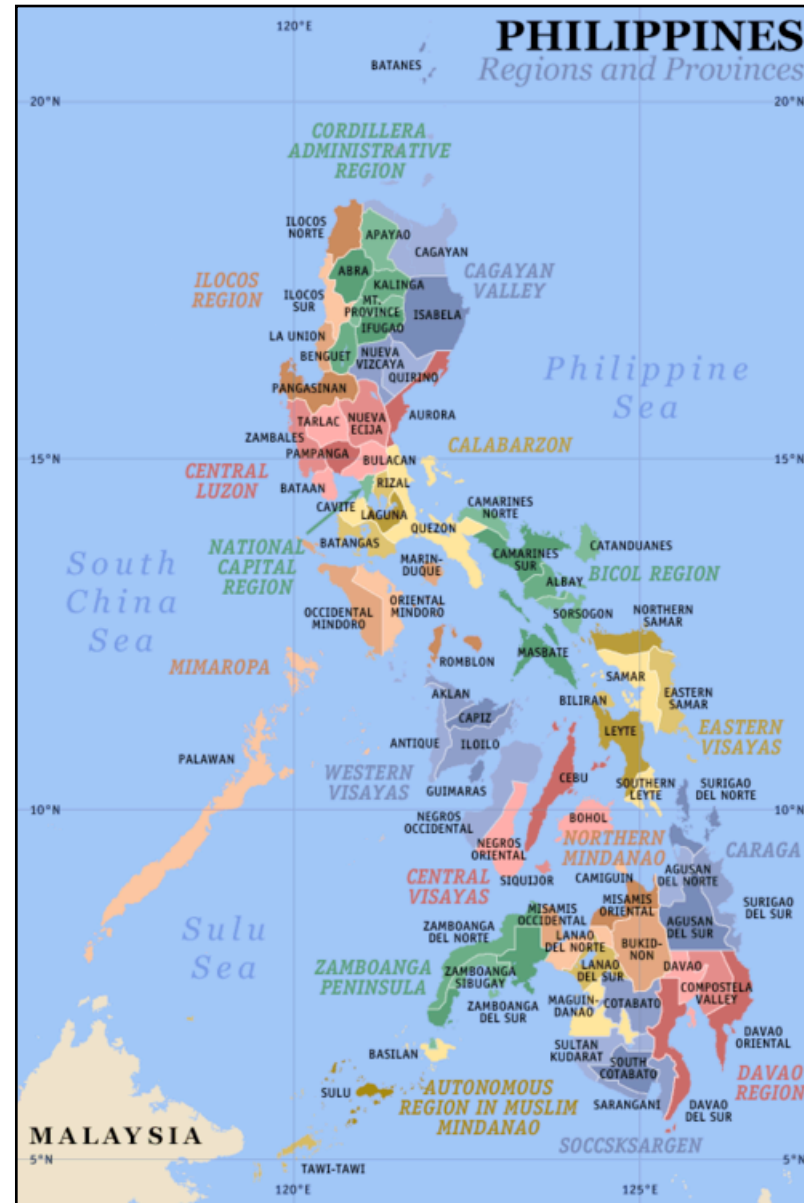 120°E
PHILIPPINES
Regions and Provinces
BATANES
20°N
20°N
CORDILLERA
ADMINISTRATIVE
REGION
ILOCOS
NORTE
APAYAO
CAGAYAN
CAGAYAN
VALLEY
ABRA
KALINGA
ILOCOS
REGION
ILOCOS
SUR
MT.
PROVINCE
ISABELA
IFUGAO
LA UNION
BENGUET
NUEVA
VIZCAYA
QUIRINO
Philippine
Sea
PANGASINAN
AURORA
TARLAC
NUEVA
ECIJA
ZAMBALES
PAMPANGA
BULACAN
CALABARZON
15°N
15°N
CENTRAL
LUZON
BATAAN
RIZAL
CAVITE
LAGUNA
QUEZON
CAMARINES
NORTE
NATIONAL
CAPITAL
REGION
BATANGAS
MARIN-
DUQUE
CAMARINES
SUR
CATANDUANES
BICOL REGION
ALBAY
South
China
Sea
OCCIDENTAL
MINDORO
ORIENTAL
MINDORO
SORSOGON
NORTHERN
SAMAR
MIMAROPA
ROMBLON
MASBATE
SAMAR
AKLAN
BILIRAN
EASTERN
SAMAR
CAPIZ
LEYTE
EASTERN
VISAYAS
ANTIQUE
ILOILO
PALAWAN
WESTERN
VISAYAS
GUIMARAS
CEBU
SOUTHERN
LEYTE
SURIGAO
DEL NORTE
10°N
10°N
NEGROS
OCCIDENTAL
BOHOL
NEGROS
ORIENTAL
NORTHERN
MINDANAO
CARAGA
CENTRAL
VISAYAS
SIQUIJOR
CAMIGUIN
AGUSAN
DEL NORTE
Sulu
Sea
MISAMIS
OCCIDENTAL
MISAMIS
ORIENTAL
SURIGAO
DEL SUR
ZAMBOANGA
DEL NORTE
LANAO
DEL NORTE
BUKID-
NON
AGUSAN
DEL SUR
ZAMBOANGA
PENINSULA
ZAMBOANGA
SIBUGAY
LANAO
DEL SUR
DAVAO
COMPOSTELA
VALLEY
ZAMBOANGA
DEL SUR
MAGUIN-
DANAO
COTABATO
DAVAO
ORIENTAL
BASILAN
SULTAN
KUDARAT
SOUTH
COTABATO
DAVAO
REGION
SULU
AUTONOMOUS
REGION IN MUSLIM
MINDANAO
SARANGANI
DAVAO
DEL SUR
MALAYSIA
SOCCSKSARGEN
TAWI-TAWI
5°N
5°N
120°E
125°E